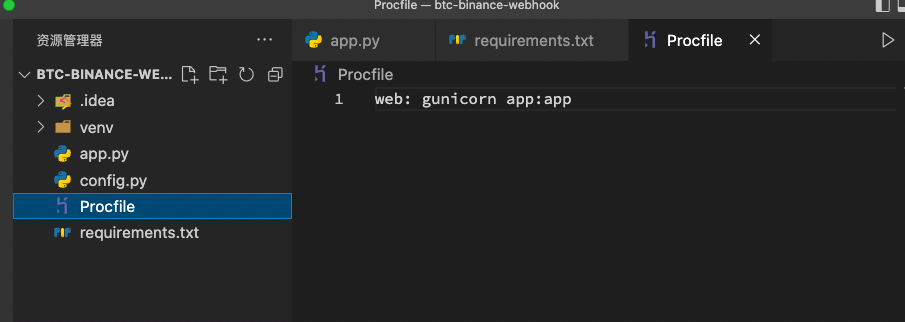 Procfile — btc-binance-webhook
资源管理器
app.py
requirements.txt
Procfile
BTC-BINANCE-WE...
Procfile
.idea
1 web: gunicorn app:app
venv
app.py
config.py
Procfile
requirements.txt